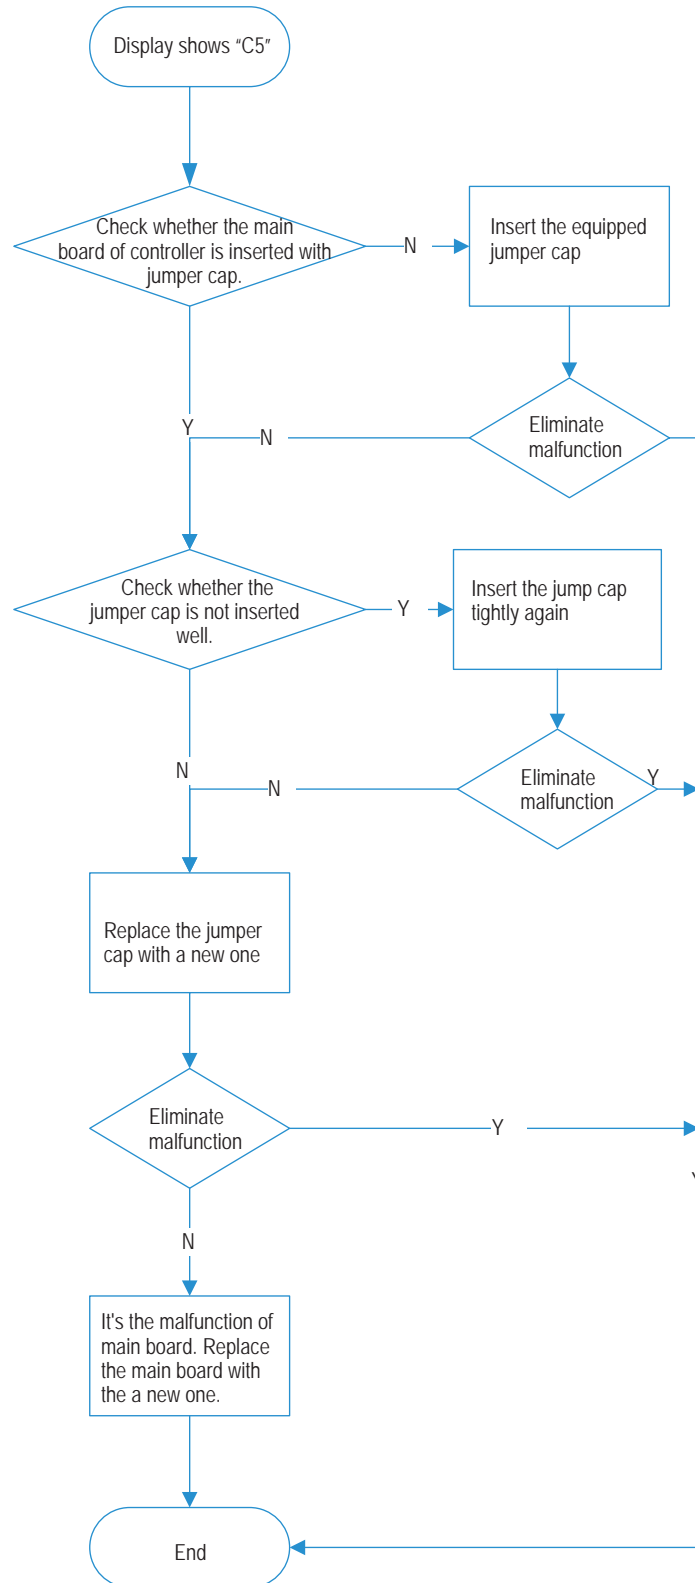 Display shows “C5”
Check whether the main
board of controller is inserted with
jumper cap.
N
Insert the equipped
jumper cap
Y
N
Eliminate
malfunction
Check whether the
jumper cap is not inserted
well.
Y
Insert the jump cap
tightly again
N
N
Eliminate
malfunction
Y
Replace the jumper
cap with a new one
Eliminate
malfunction
Y
N
It's the malfunction of
main board. Replace
the main board with
the a new one.
End